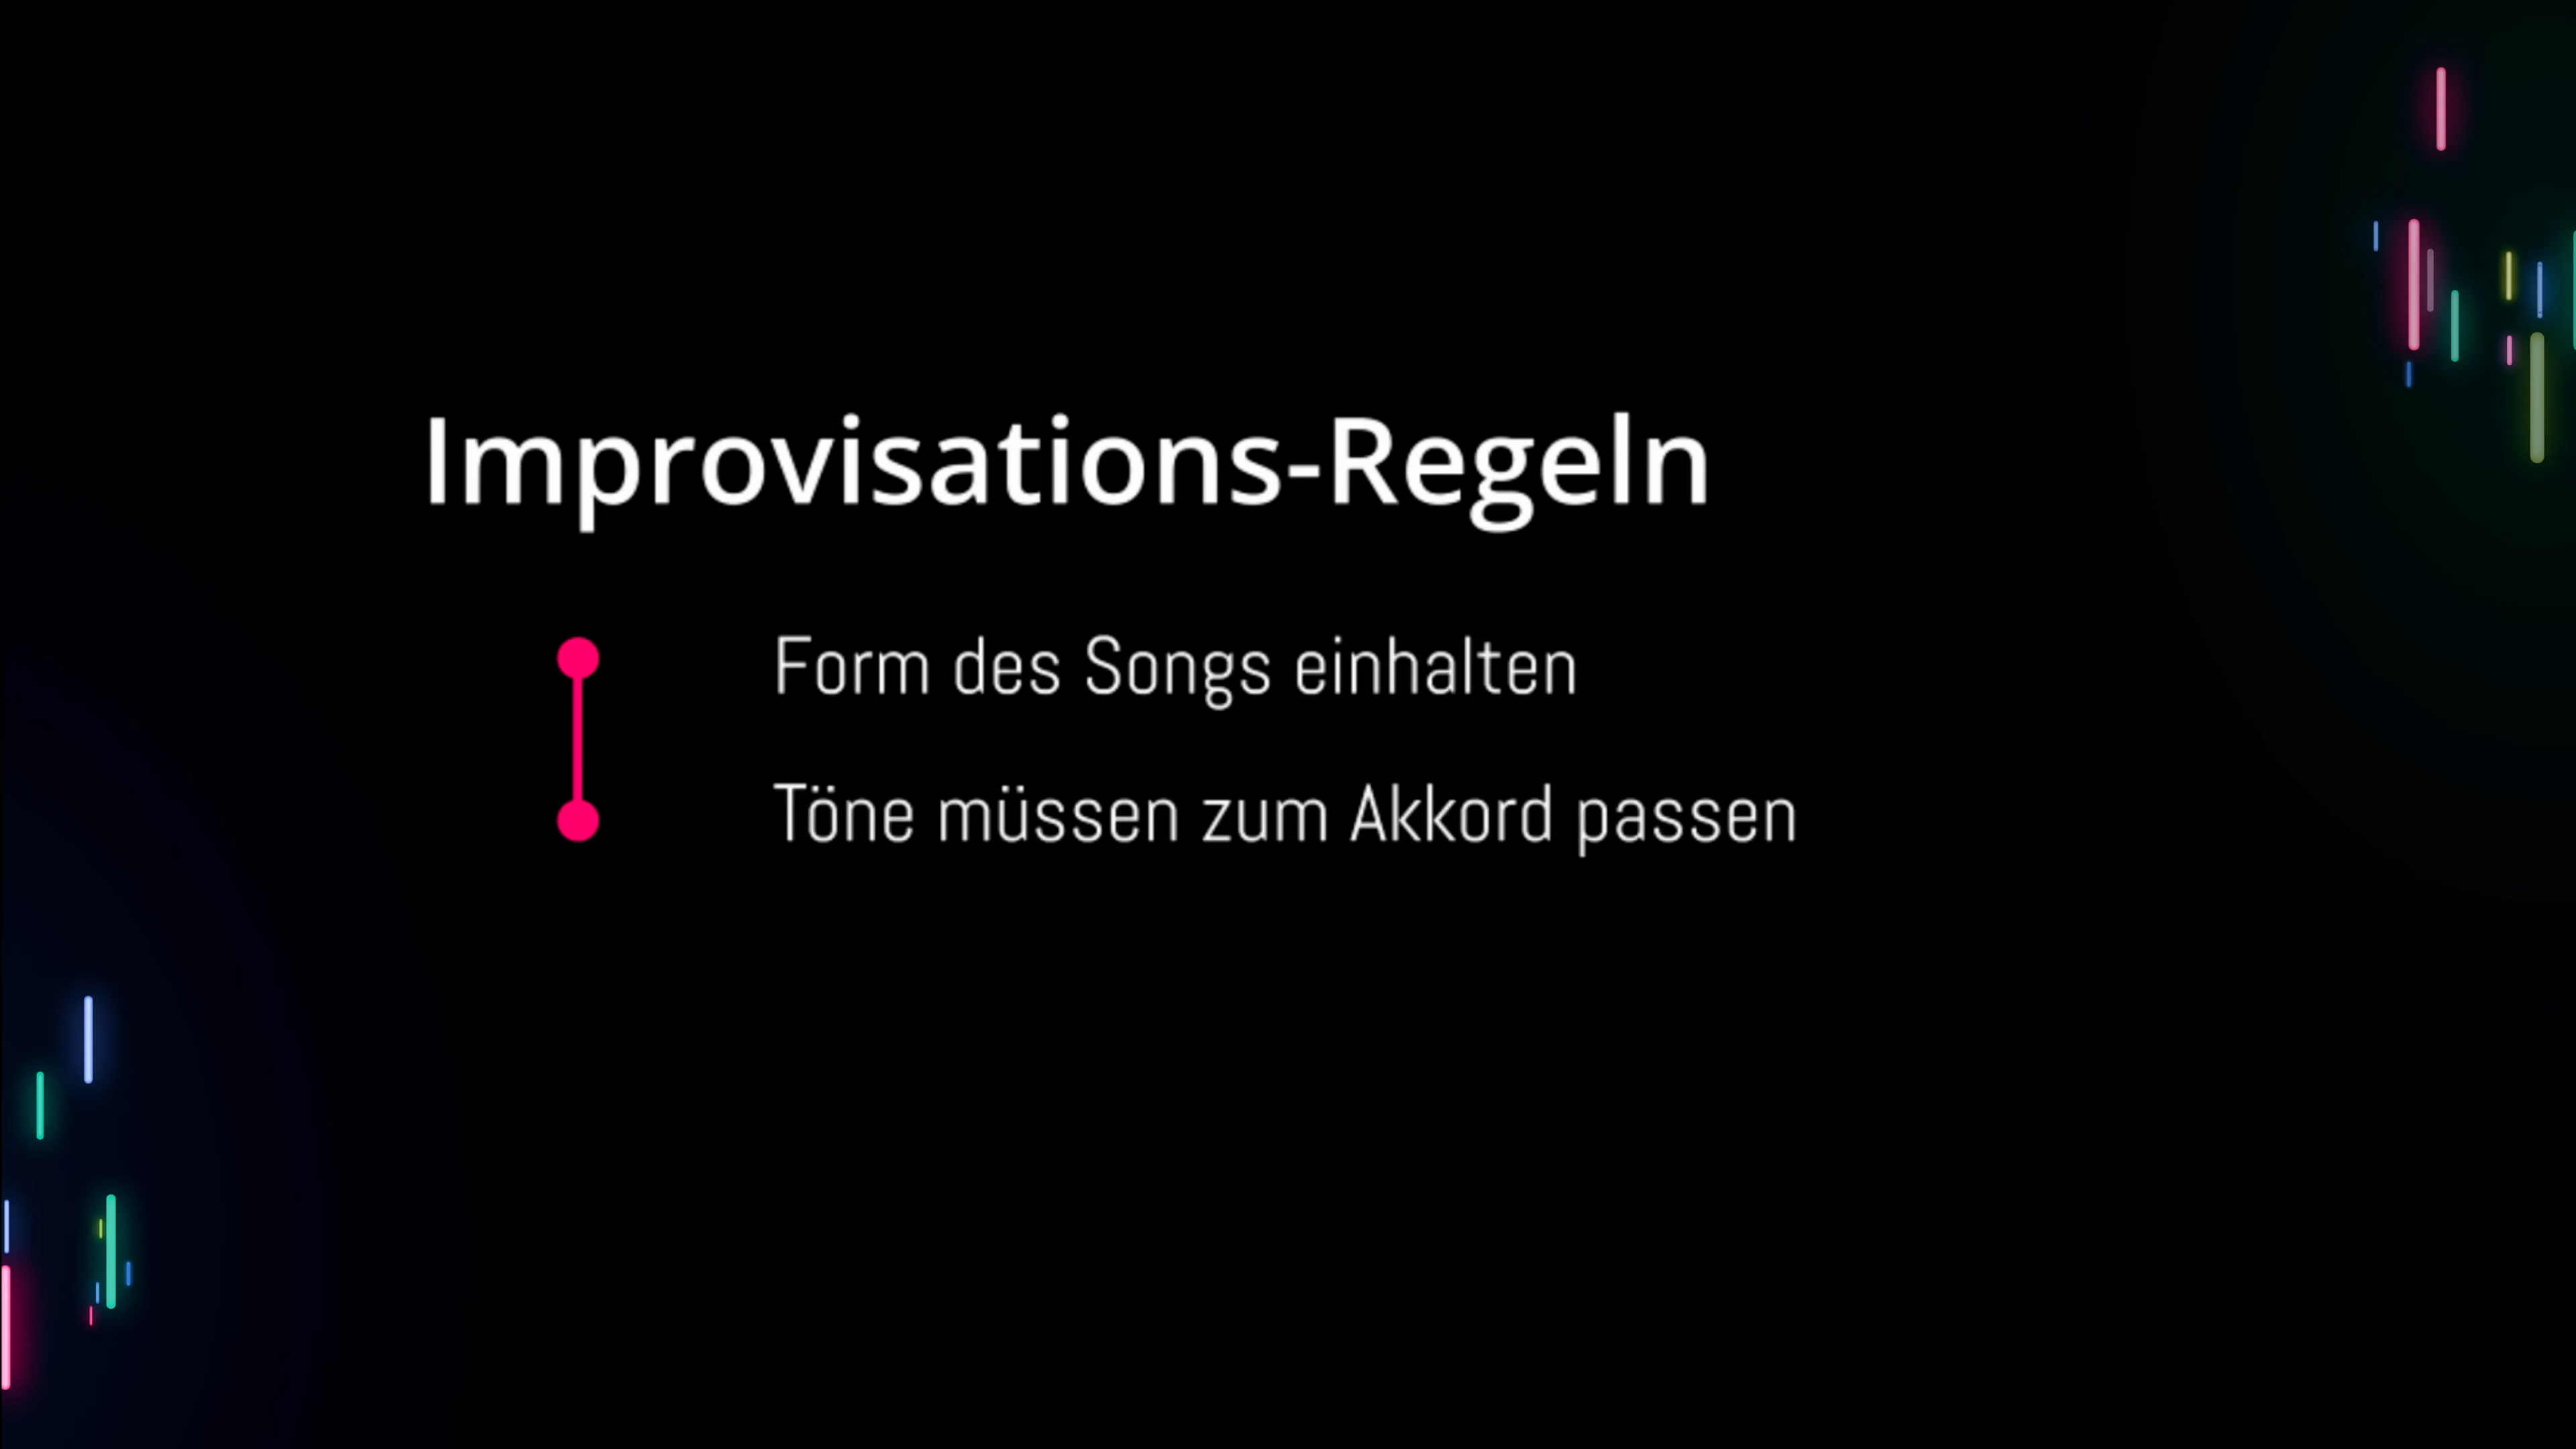 Improvisations-Regeln
Form des Songs einhalten
Töne müssen zum Akkord passen